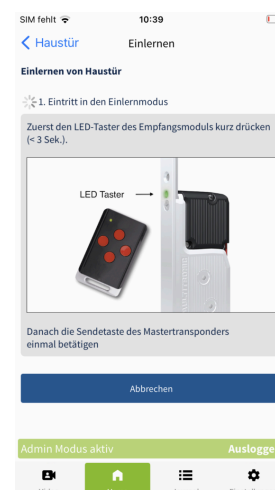 SIM fehlt 10:39
Haustür Einlernen
Einlernen von Haustür
1. Eintritt in den Einlernmodus
Zuerst den LED-Taster des Empfangsmoduls kurz drücken
(< 3 Sek.).
LED Taster
Danach die Sendetaste des Mastertransponders
einmal betätigen
Abbrechen
Admin Modus aktiv Auslogge